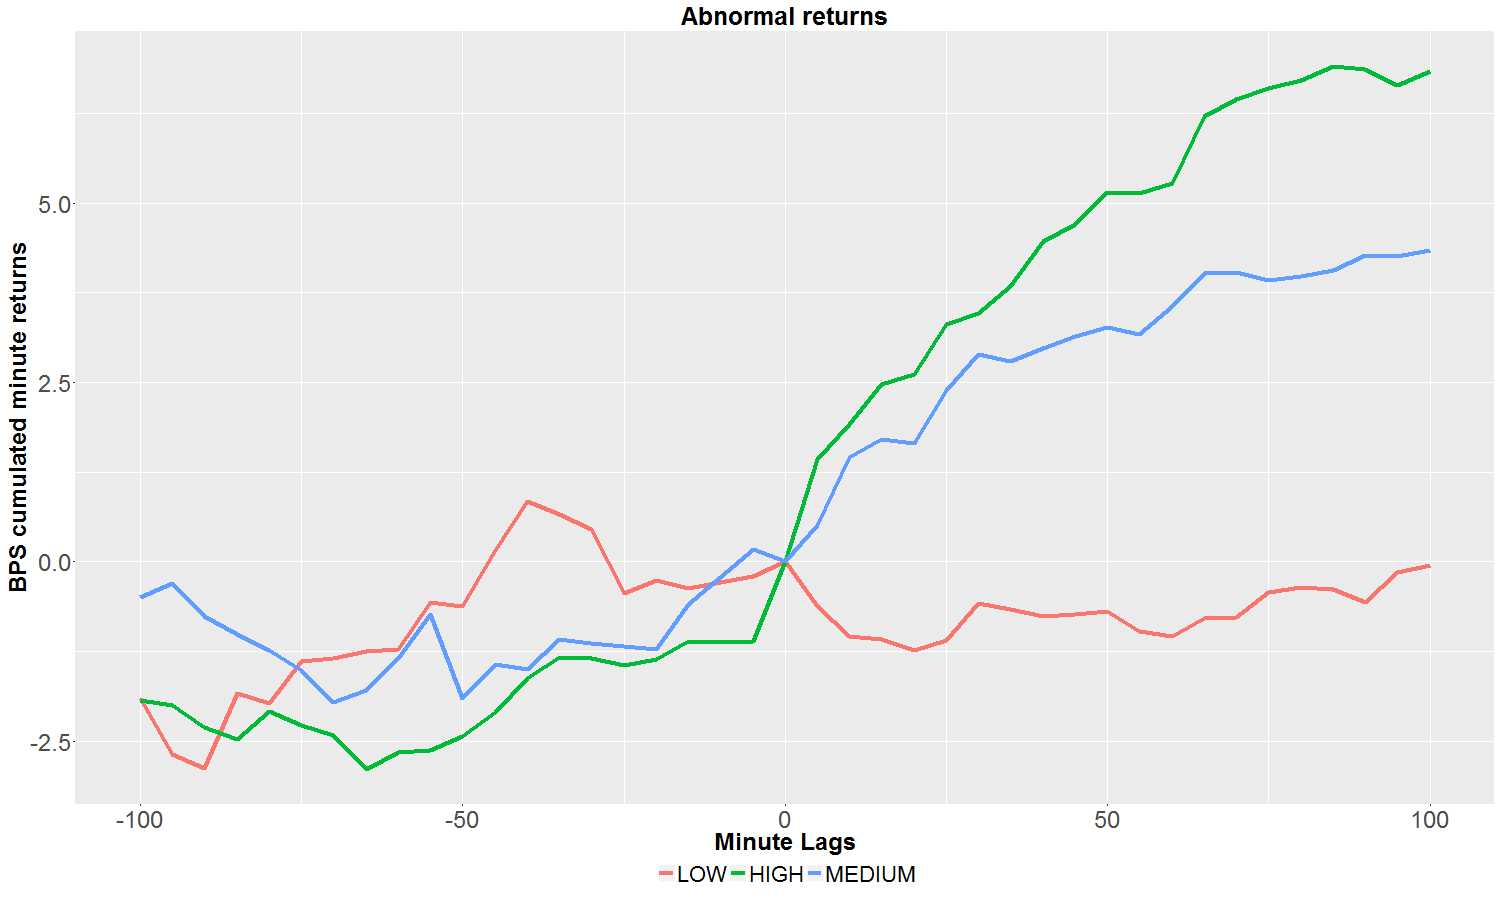 Abnormal returns
BPS cumulated minute returns
5.0
2.5
0.0
-2.5
-100 -50 0 50 100
Minute Lags
LOW HIGH MEDIUM